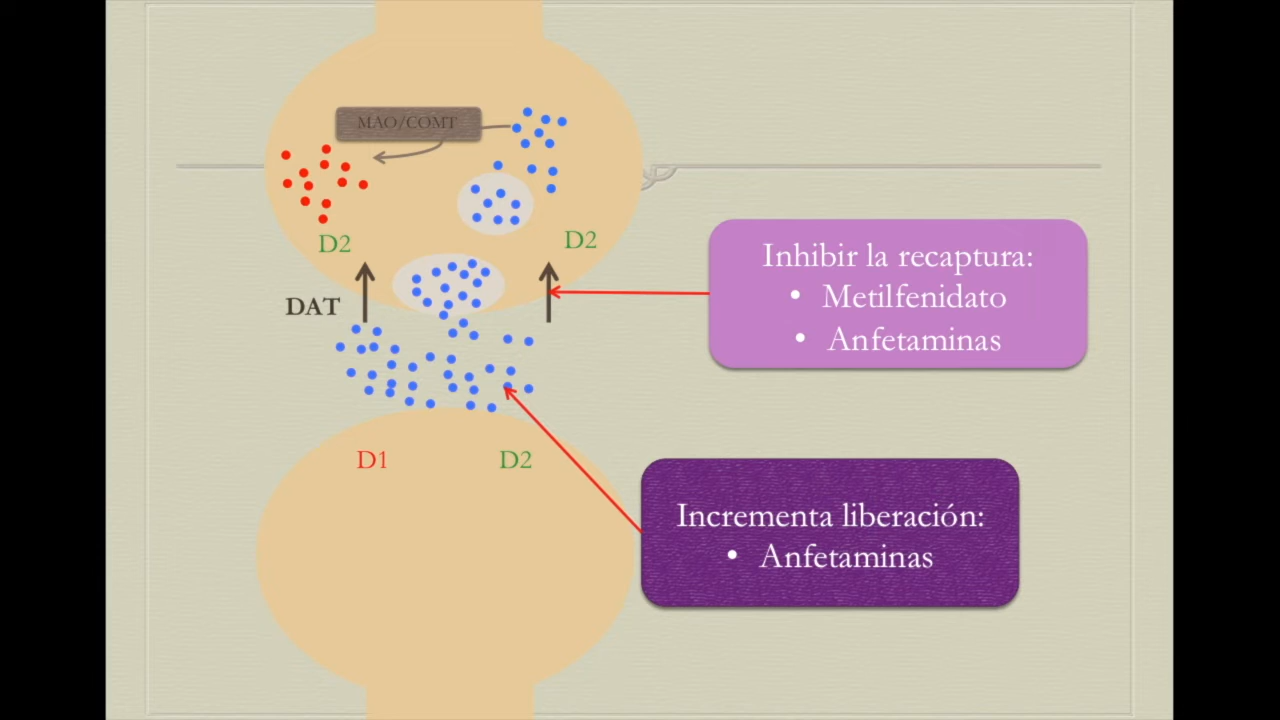 MAO/COMT
D2
D2
DAT
Inhibir la recaptura:
• Metilfenidato
• Anfetaminas
D1
D2
Incrementa liberación:
• Anfetaminas